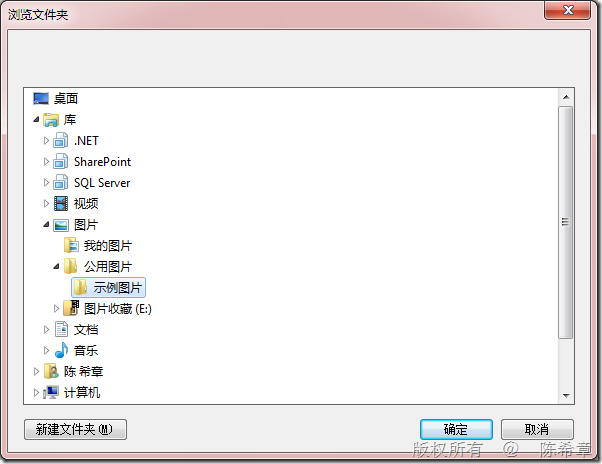 浏览文件夹
桌面
库
.NET
SharePoint
SQL Server
视频
图片
我的图片
公用图片
示例图片
图片收藏 (E:)
文档
音乐
陈 希章
计算机
新建文件夹(M) 确定 取消
版权所有 @ 陈希章